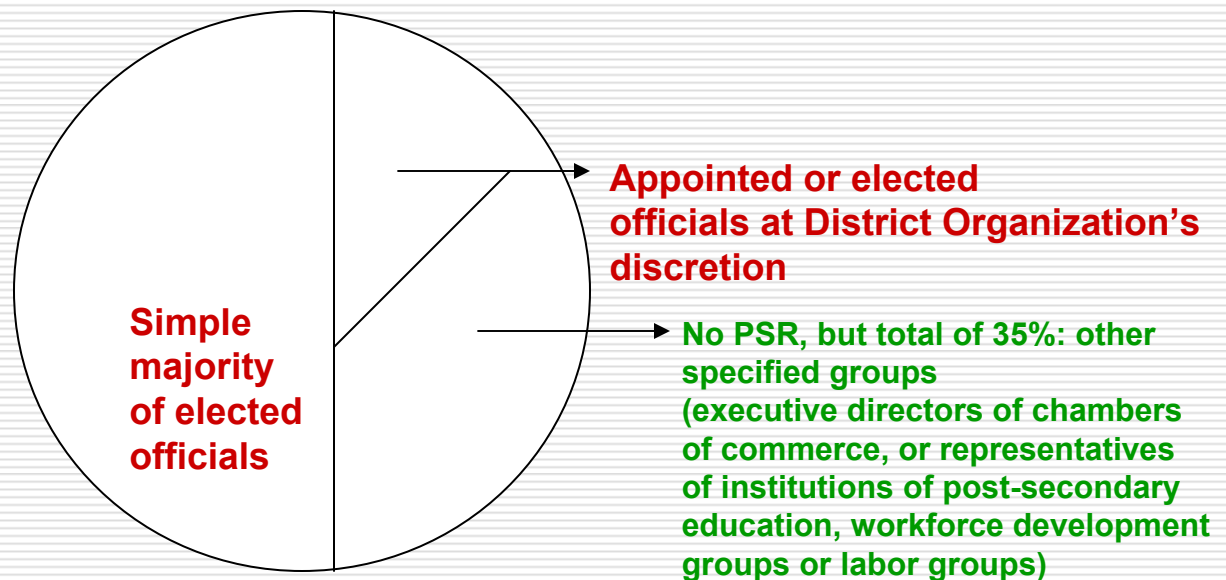 Simple
majority
of elected
officials
Appointed or elected
officials at District Organization's
discretion
No PSR, but total of 35%: other
specified groups
(executive directors of chambers
of commerce, or representatives
of institutions of post-secondary
education, workforce development
groups or labor groups)